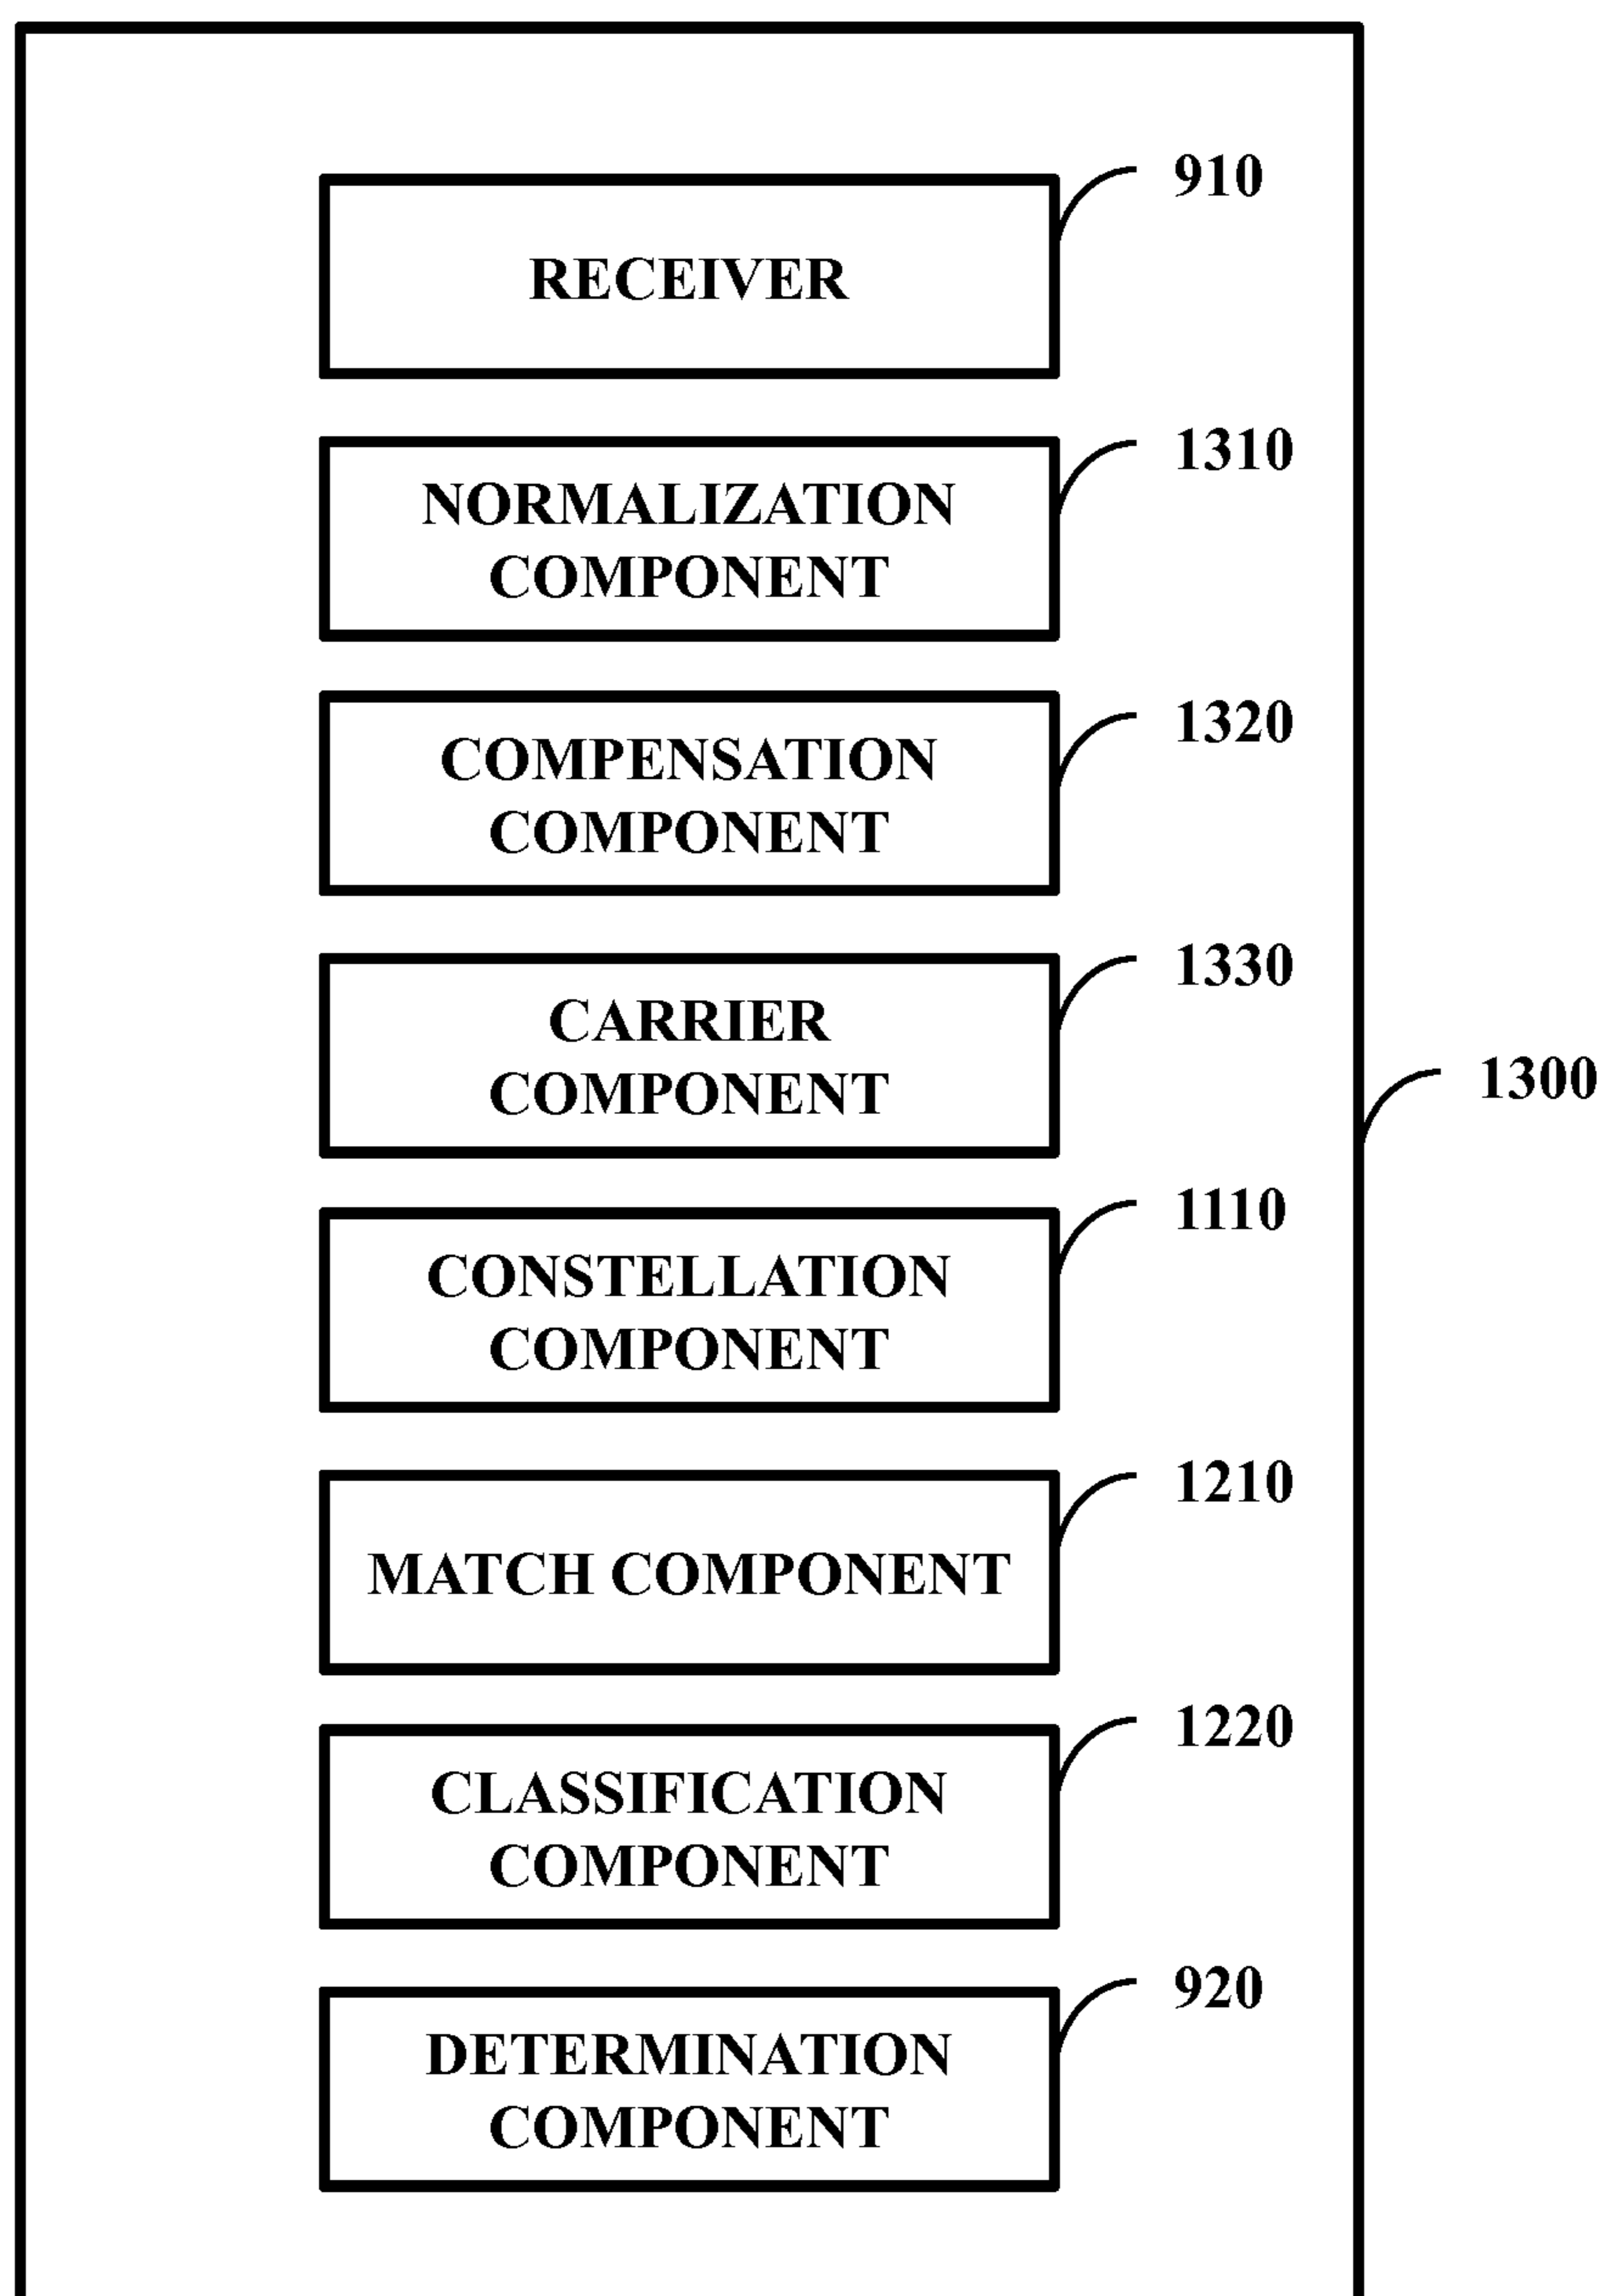 910
RECEIVER
1310
NORMALIZATION
COMPONENT
1320
COMPENSATION
COMPONENT
1330
CARRIER
COMPONENT
1300
1110
CONSTELLATION
COMPONENT
1210
MATCH COMPONENT
1220
CLASSIFICATION
COMPONENT
920
DETERMINATION
COMPONENT